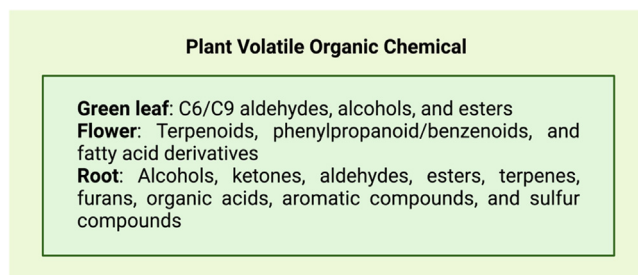 Plant Volatile Organic Chemical
Green leaf: C6/C9 aldehydes, alcohols, and esters
Flower: Terpenoids, phenylpropanoid/benzenoids, and
fatty acid derivatives
Root: Alcohols, ketones, aldehydes, esters, terpenes,
furans, organic acids, aromatic compounds, and sulfur
compounds